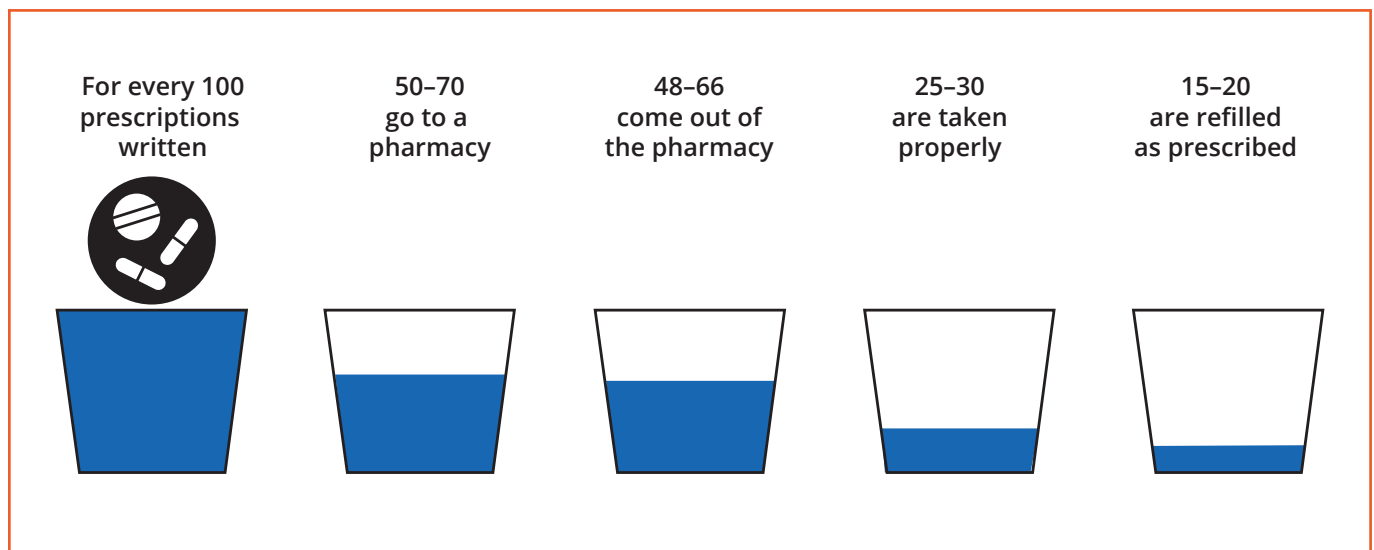 For every 100
prescriptions
written
50–70
go to a
pharmacy
48–66
come out of
the pharmacy
25–30
are taken
properly
15–20
are refilled
as prescribed